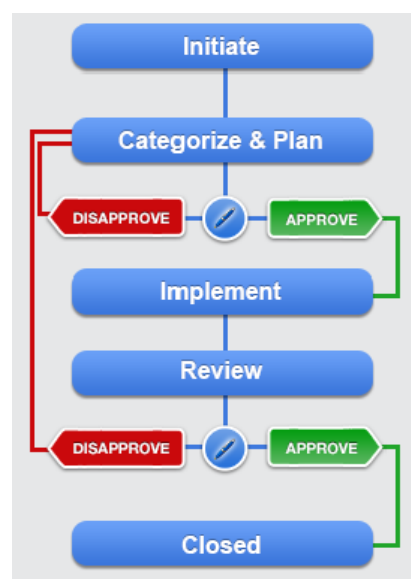 Initiate
Categorize & Plan
DISAPPROVE
APPROVE
Implement
Review
DISAPPROVE
APPROVE
Closed